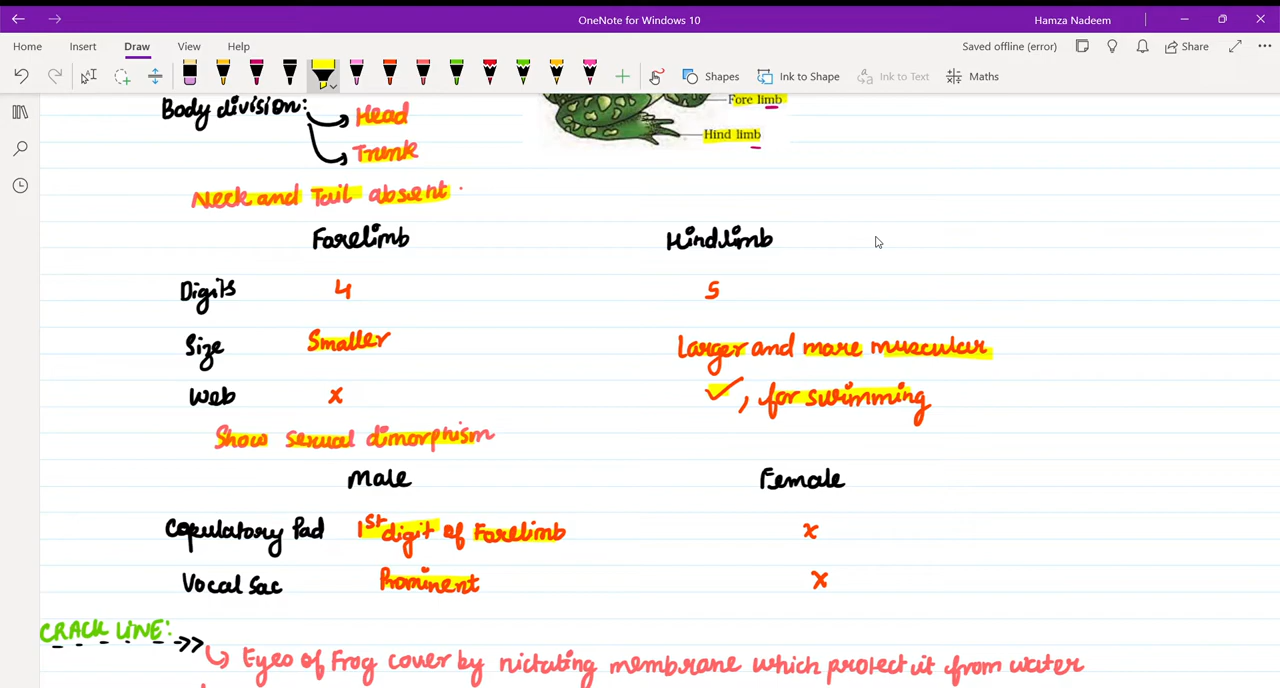 OneNote for Windows 10
Hamza Nadeem
Home Insert Draw View Help
Saved offline (error) Share
Shapes Ink to Shape Ink to Text Maths
Body division:
Head
Trunk
Fore limb
Hind limb
Neck and Tail absent.
Forelimb Hindlimb
Digits 4 5
Size Smaller Larger and more muscular
Web x ✓, for swimming
Show sexual dimorphism
Male Female
Copulatory Pad 1st digit of Forelimb x
Vocal Sac Prominent x
CRACK LINE:
Eyes of Frog cover by nictating membrane which protect it from water